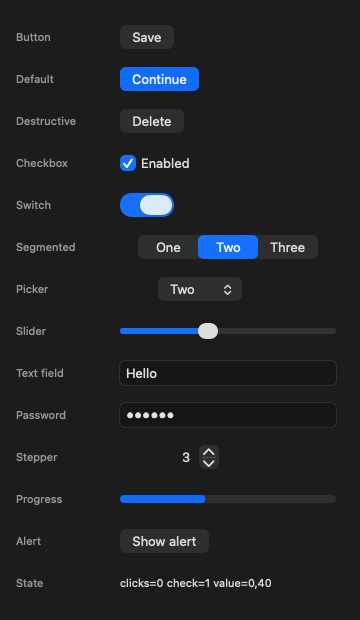 Button Save
Default Continue
Destructive Delete
Checkbox Enabled
Switch
Segmented One Two Three
Picker Two
Slider
Text field Hello
Password ●●●●●●
Stepper 3
Progress
Alert Show alert
State clicks=0 check=1 value=0,40